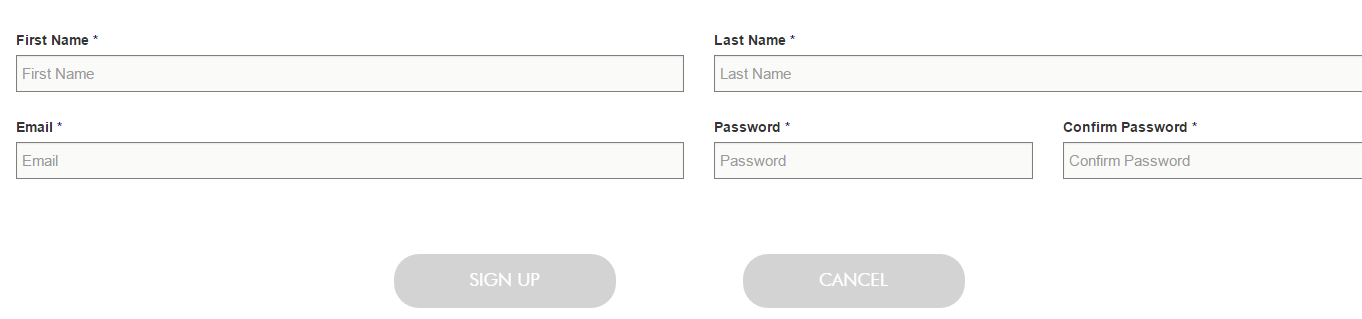 First Name *
Last Name *
First Name
Last Name
Email *
Password *
Confirm Password *
Email
Password
Confirm Password
SIGN UP
CANCEL